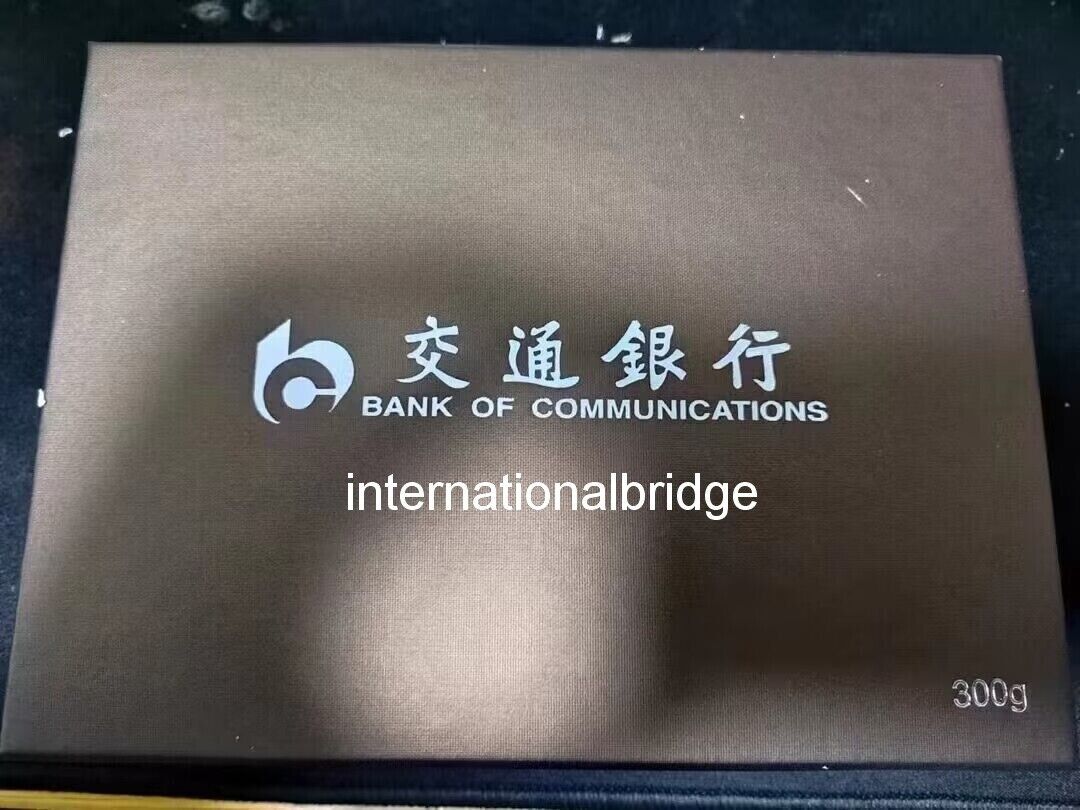 交通銀行
BANK OF COMMUNICATIONS
internationalbridge
300g